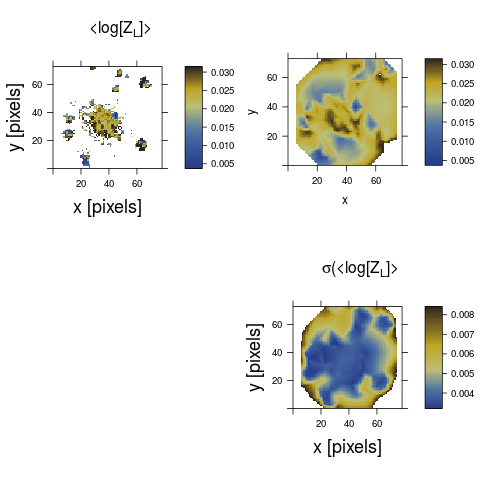 <log[Z_L]>
60
40
20
20 40 60
x [pixels]
y [pixels]
0.030
0.025
0.020
0.015
0.010
0.005
60
40
20
20 40 60
x
y
0.030
0.025
0.020
0.015
0.010
0.005
σ(<log[Z_L]>
60
40
20
20 40 60
x [pixels]
y [pixels]
0.008
0.007
0.006
0.005
0.004